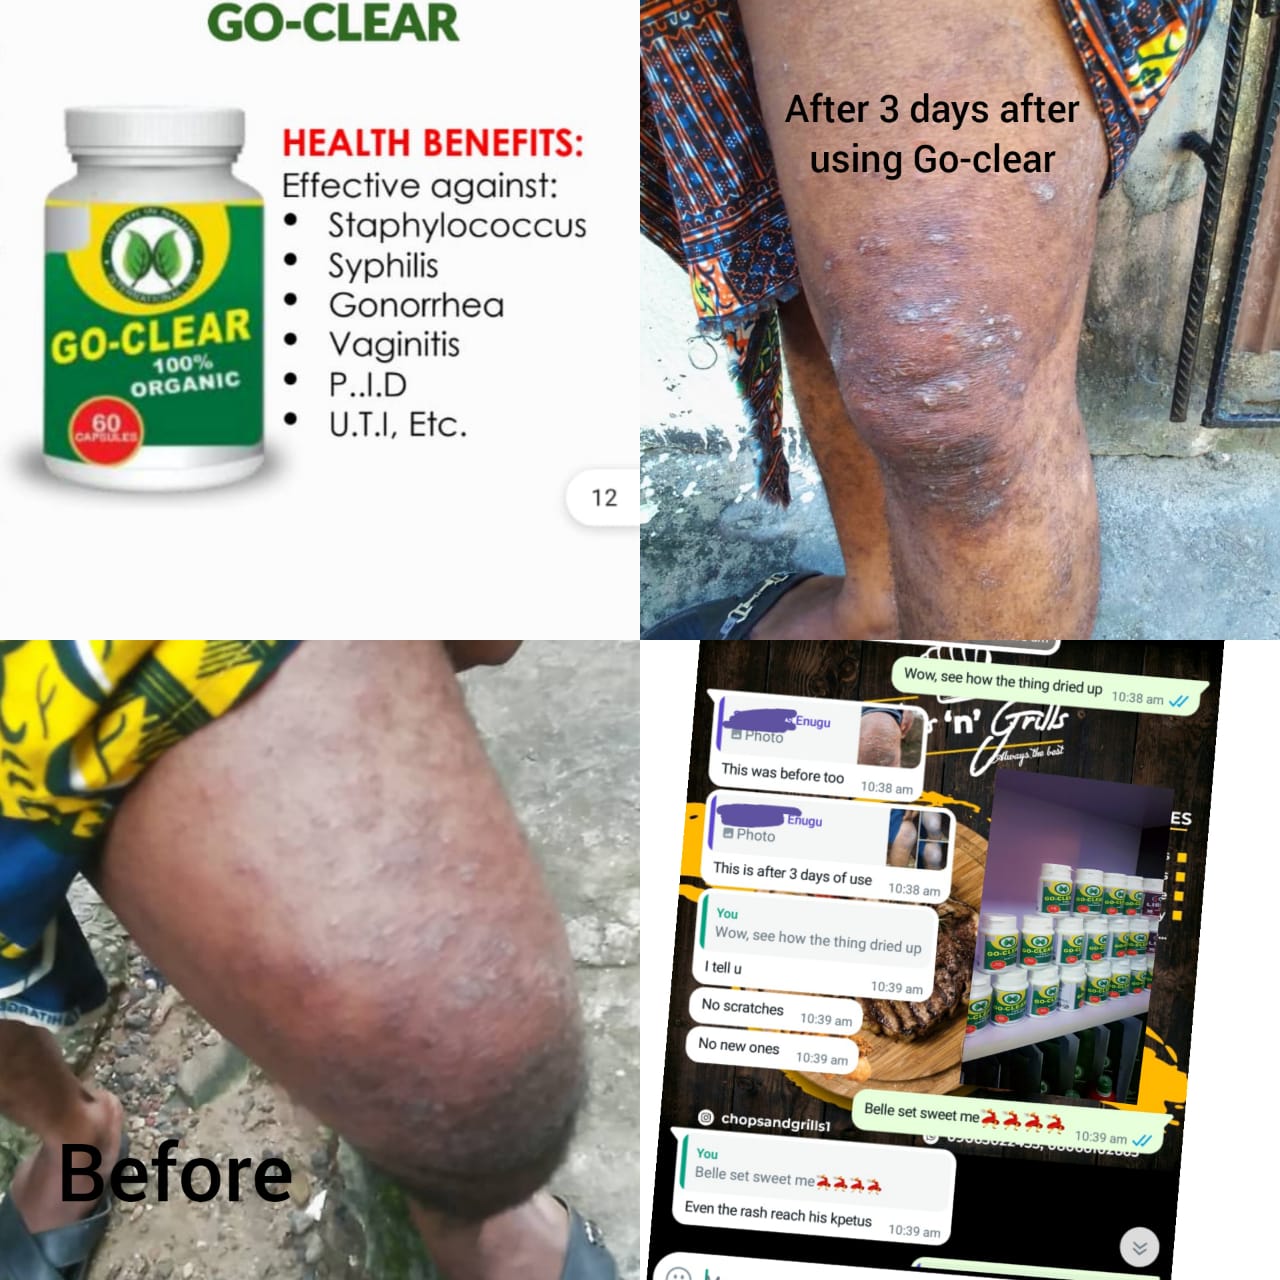 GO-CLEAR
HEALTH BENEFITS:
Effective against:
• Staphylococcus
• Syphilis
• Gonorrhea
• Vaginitis
• P..I.D
• U.T.I, Etc.
HEALTH IN NATURE
INTERNATIONAL
GO-CLEAR
100%
ORGANIC
60
CAPSULES
12
After 3 days after
using Go-clear
Before
Wow, see how the thing dried up 10:38 am
Enugu
Photo
This was before too 10:38 am
'n' Grills
Always the best
Enugu
Photo
This is after 3 days of use 10:38 am
ES
You
Wow, see how the thing dried up
I tell u 10:39 am
No scratches 10:39 am
No new ones 10:39 am
Belle set sweet me 10:39 am
chopsandgrills1
You
Belle set sweet me
Even the rash reach his kpetus 10:39 am